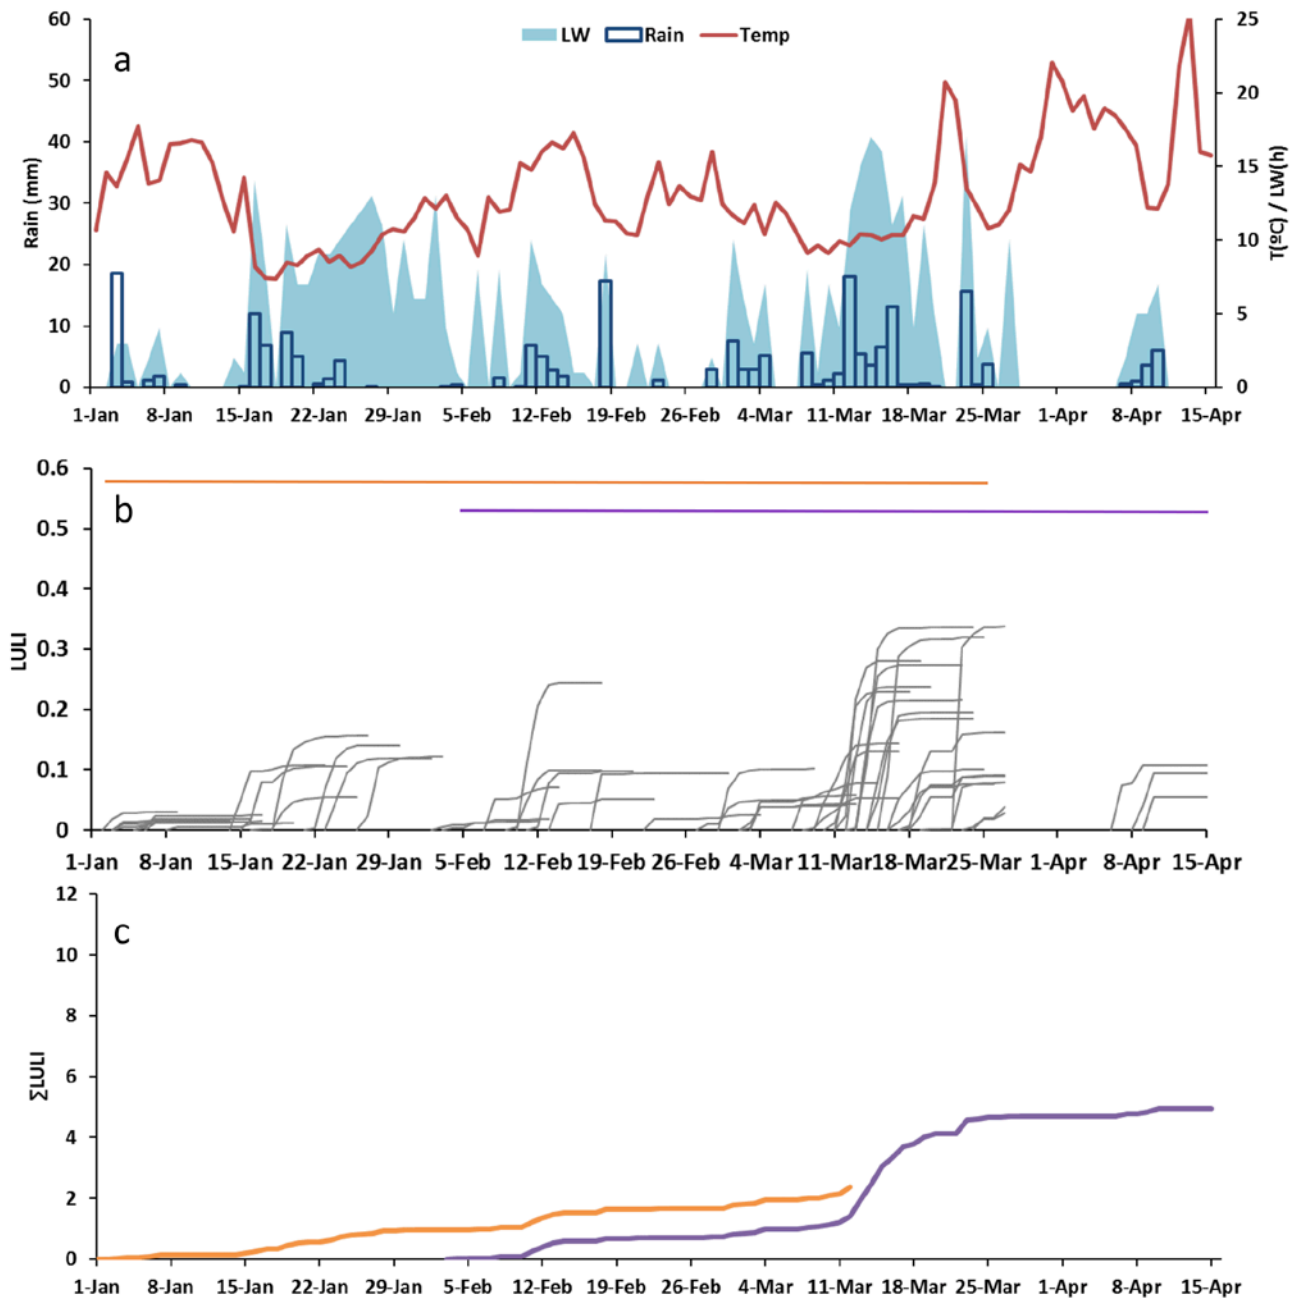 60
50
40
30
20
10
0
Rain (mm)
a
LW Rain Temp
25
20
15
10
5
0
T(ºC) / LW(h)
1-Jan 8-Jan 15-Jan 22-Jan 29-Jan 5-Feb 12-Feb 19-Feb 26-Feb 4-Mar 11-Mar 18-Mar 25-Mar 1-Apr 8-Apr 15-Apr
0.6
0.5
0.4
0.3
0.2
0.1
0
LULI
b
1-Jan 8-Jan 15-Jan 22-Jan 29-Jan 5-Feb 12-Feb 19-Feb 26-Feb 4-Mar 11-Mar 18-Mar 25-Mar 1-Apr 8-Apr 15-Apr
12
10
8
6
4
2
0
∑LULI
c
1-Jan 8-Jan 15-Jan 22-Jan 29-Jan 5-Feb 12-Feb 19-Feb 26-Feb 4-Mar 11-Mar 18-Mar 25-Mar 1-Apr 8-Apr 15-Apr